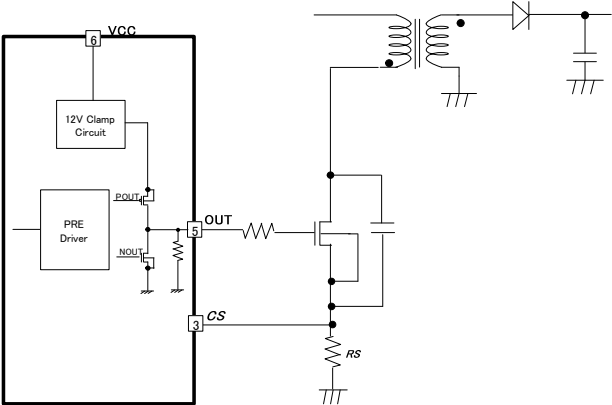 VCC
6
12V Clamp
Circuit
POUT
PRE
Driver
OUT
5
NOUT
CS
3
RS